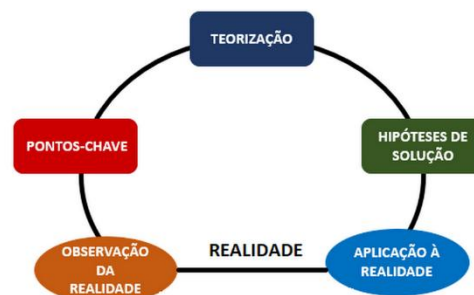 TEORIZAÇÃO
PONTOS-CHAVE
HIPÓTESES DE
SOLUÇÃO
OBSERVAÇÃO
DA
REALIDADE
REALIDADE
APLICAÇÃO À
REALIDADE